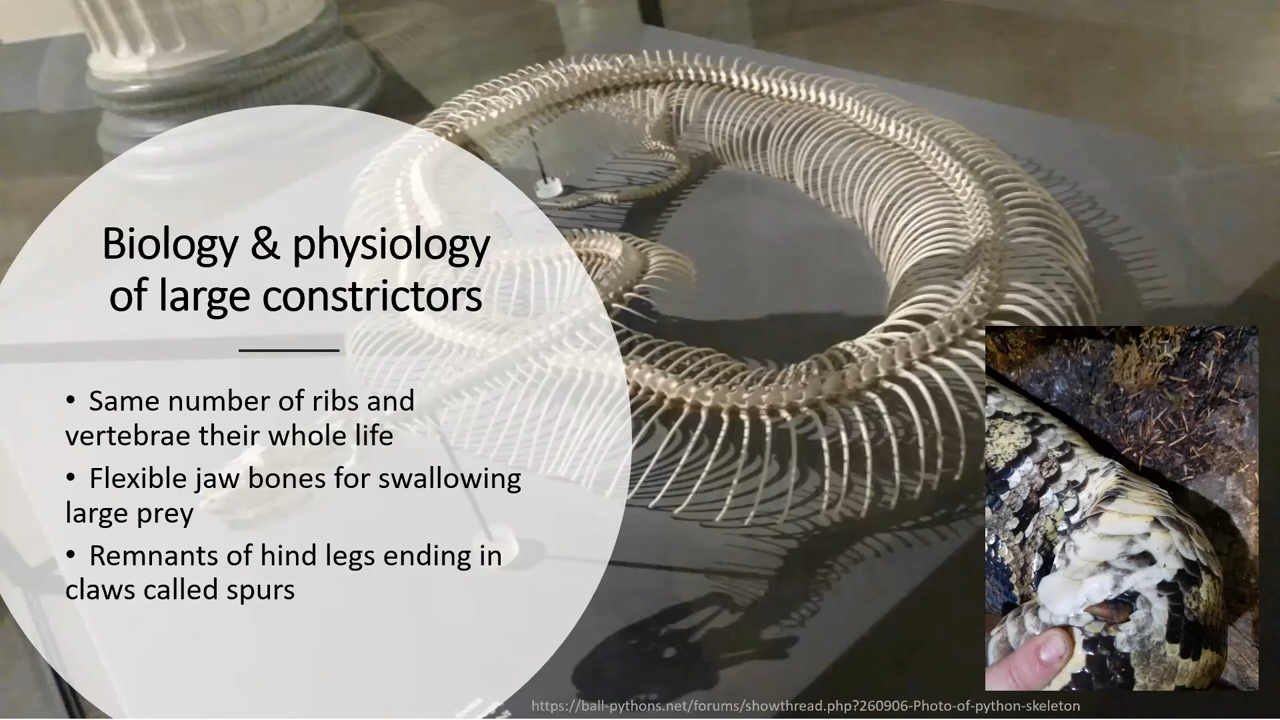 Biology & physiology
of large constrictors
• Same number of ribs and
vertebrae their whole life
• Flexible jaw bones for swallowing
large prey
• Remnants of hind legs ending in
claws called spurs
https://ball-pythons.net/forums/showthread.php?260906-Photo-of-python-skeleton